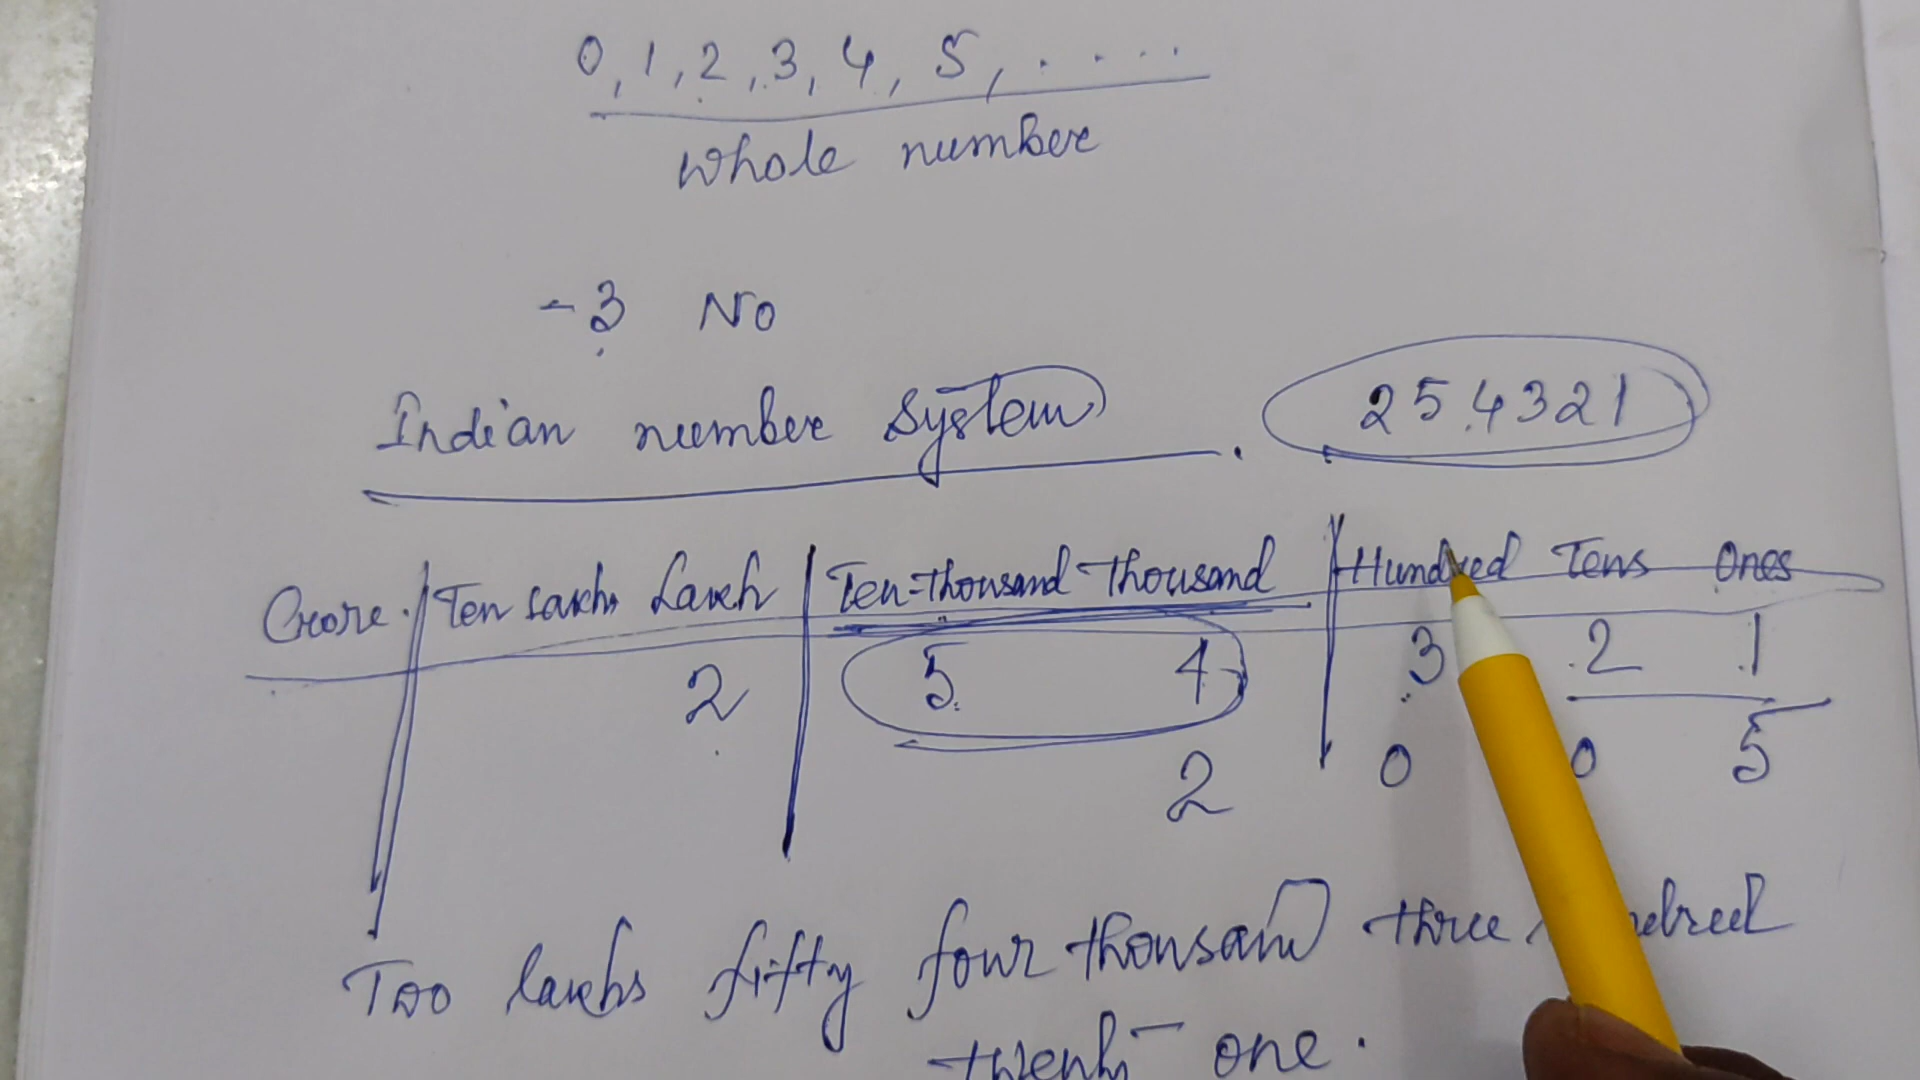 0, 1, 2, 3, 4, 5, . . . . .
Whole number
-3 No
Indian number System. 254321
Crore. Ten Lakhs Lakh Ten-thousand-thousand Hundred Tens Ones
2 5 4 3 2 1
2 0 0 5
Two lakhs fifty four thousand three
twenty one.